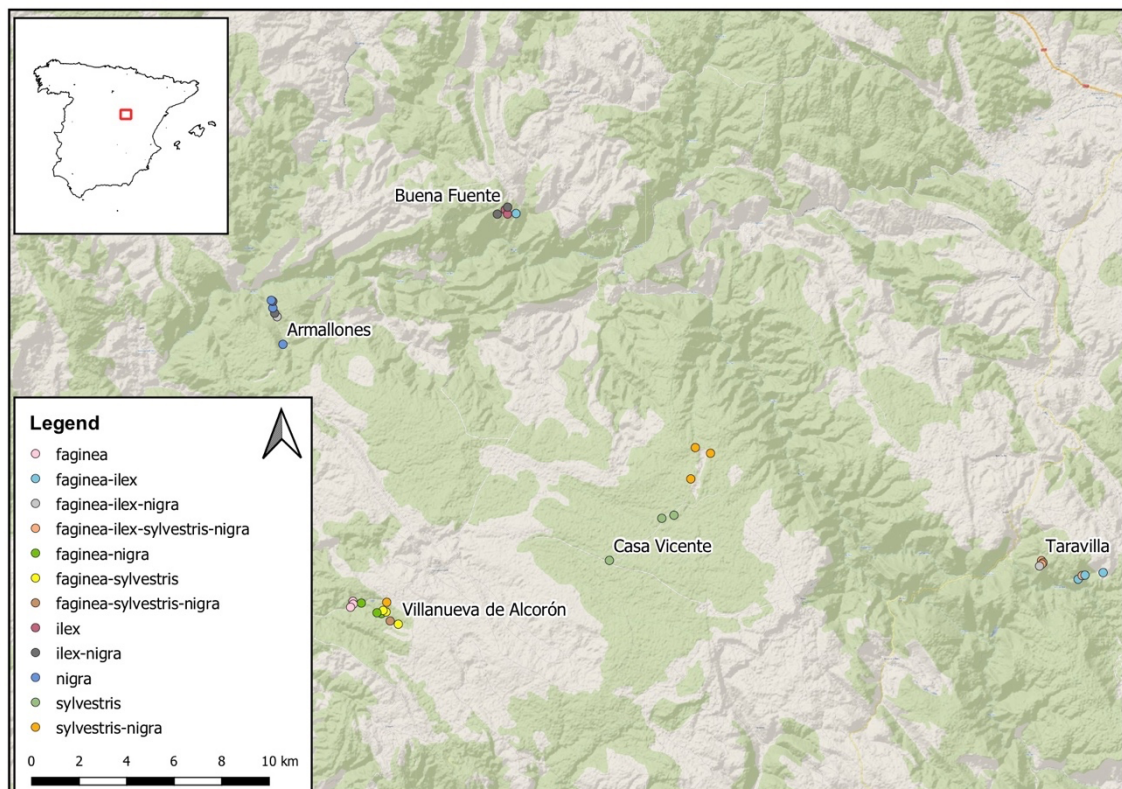 Buena Fuente
Armallones
Casa Vicente
Taravilla
Villanueva de Alcorón
Legend
faginea
faginea-ilex
faginea-ilex-nigra
faginea-ilex-sylvestris-nigra
faginea-nigra
faginea-sylvestris
faginea-sylvestris-nigra
ilex
ilex-nigra
nigra
sylvestris
sylvestris-nigra
0 2 4 6 8 10 km